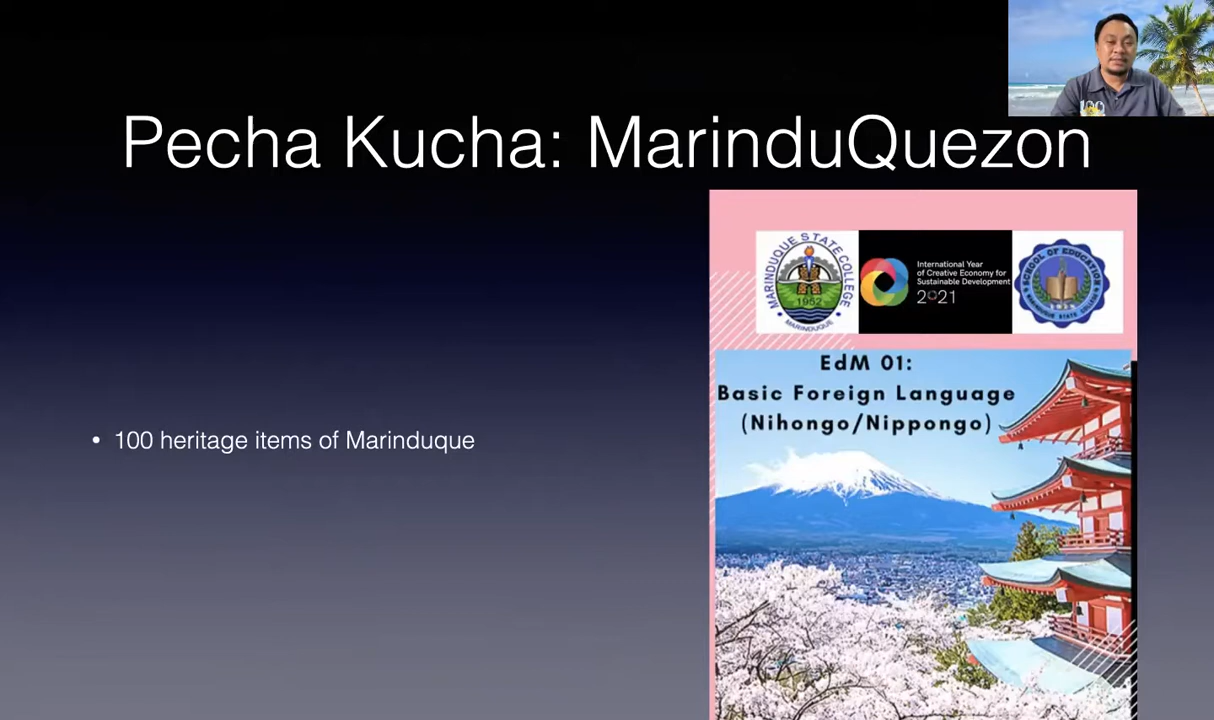 100
Pecha Kucha: MarinduQuezon
MARINDUQUE STATE COLLEGE
1952
MARINDUQUE
International Year
of Creative Economy for
Sustainable Development
2021
SCHOOL OF EDUCATION
MARINDUQUE STATE COLLEGE
EdM 01:
Basic Foreign Language
(Nihongo/Nippongo)
• 100 heritage items of Marinduque